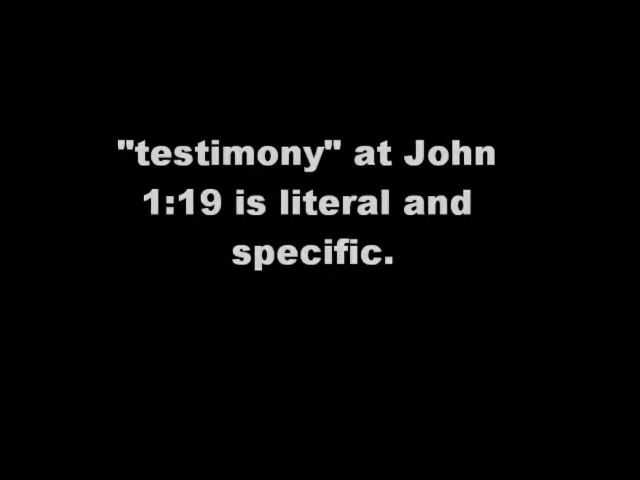 "testimony" at John
1:19 is literal and
specific.